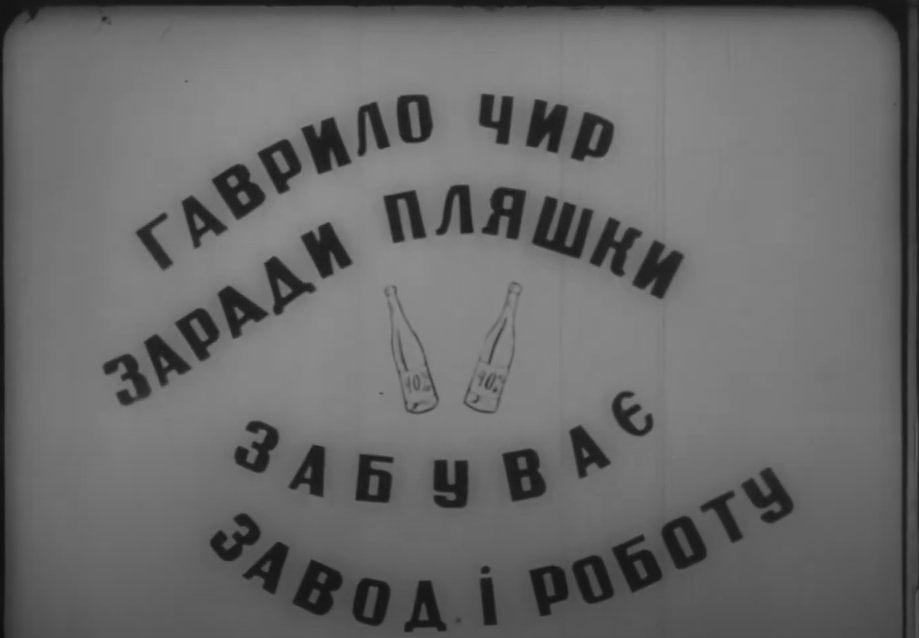 ГАВРИЛО ЧИР
ЗАРАДИ ПЛЯШКИ
40%
40%
ЗАБУВАЄ
ЗАВОД І РОБОТУ